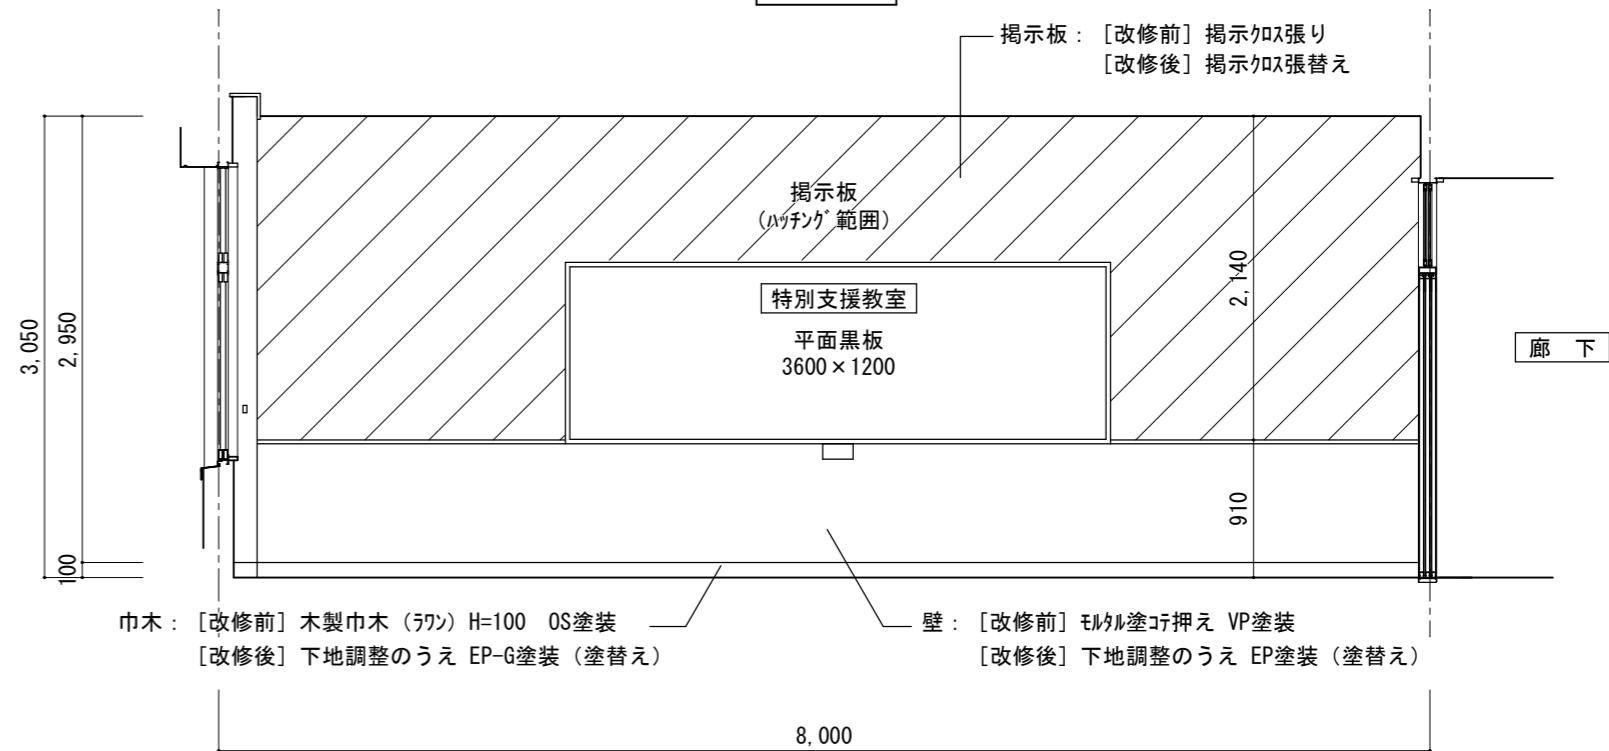 掲示板： [改修前] 掲示ｸﾛｽ張り
[改修後] 掲示ｸﾛｽ張替え
掲示板
(ﾊｯﾁﾝｸﾞ範囲)
特別支援教室
平面黒板
3600×1200
2,140
910
3,050
2,950
100
廊 下
巾木： [改修前] 木製巾木（ﾗﾜﾝ）H=100 OS塗装
[改修後] 下地調整のうえ EP-G塗装（塗替え）
壁： [改修前] ﾓﾙﾀﾙ塗ｺﾃ押え VP塗装
[改修後] 下地調整のうえ EP塗装（塗替え）
8,000